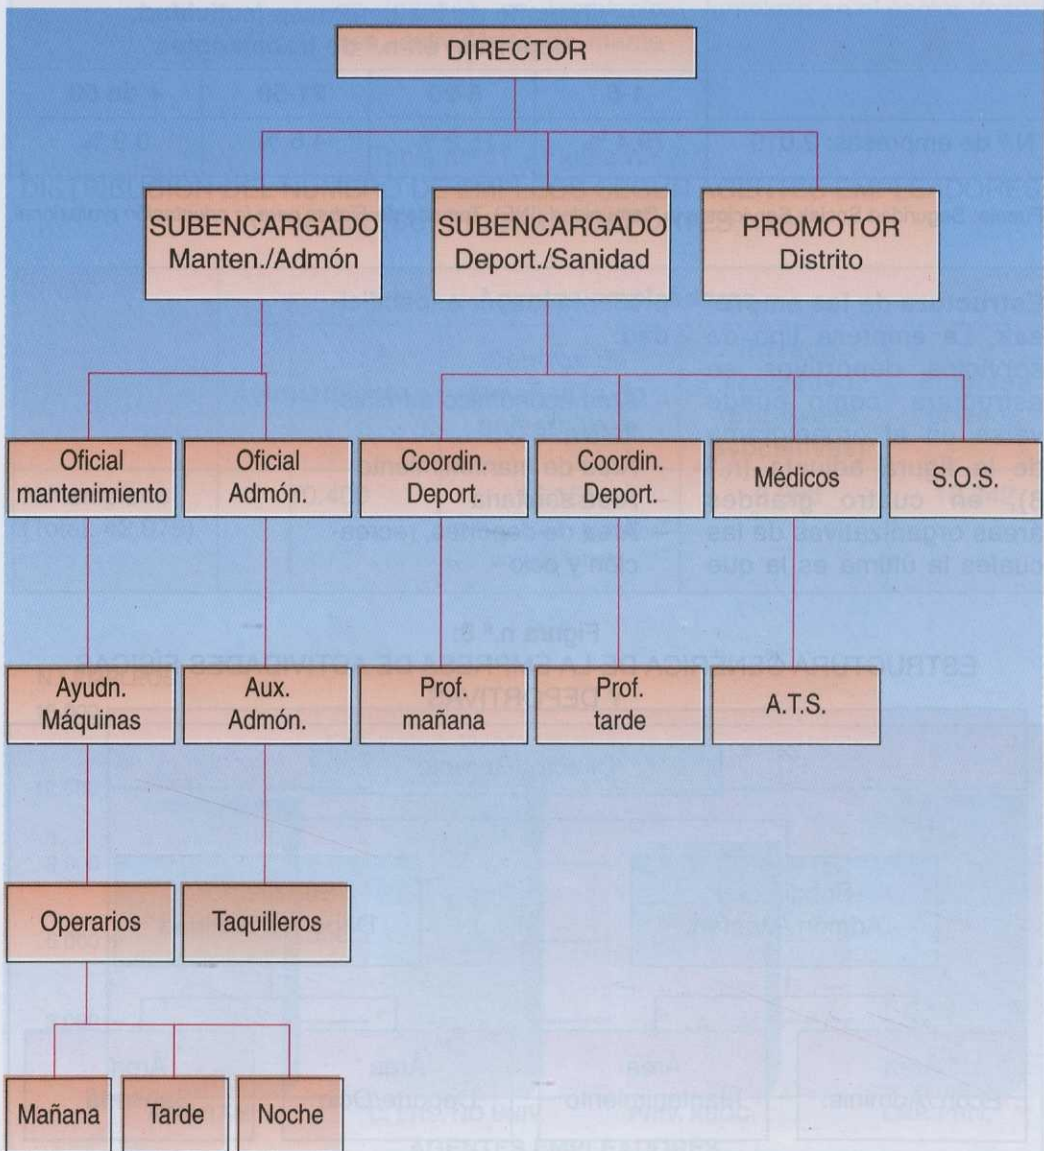 DIRECTOR
SUBENCARGADO
Manten./Admón
SUBENCARGADO
Deport./Sanidad
PROMOTOR
Distrito
Oficial
mantenimiento
Oficial
Admón.
Coordin.
Deport.
Coordin.
Deport.
Médicos
S.O.S.
Ayudn.
Máquinas
Aux.
Admón.
Prof.
mañana
Prof.
tarde
A.T.S.
Operarios
Taquilleros
Mañana
Tarde
Noche